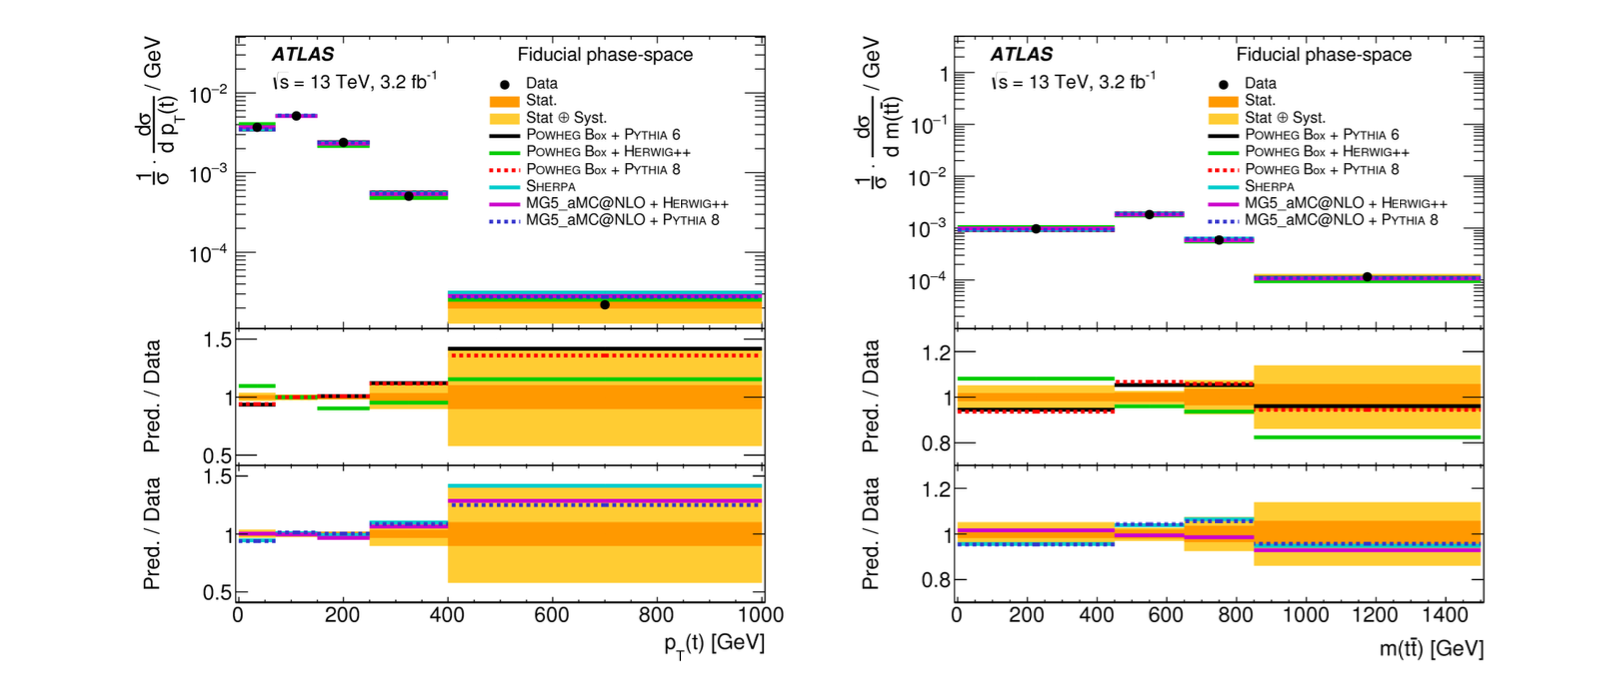 ATLAS
√s = 13 TeV, 3.2 fb⁻¹
Fiducial phase-space
Data
Stat.
Stat ⊕ Syst.
POWHEG BOX + PYTHIA 6
POWHEG BOX + HERWIG++
POWHEG BOX + PYTHIA 8
SHERPA
MG5_aMC@NLO + HERWIG++
MG5_aMC@NLO + PYTHIA 8
1/σ · dσ / d p_T(t) / GeV
10⁻²
10⁻³
10⁻⁴
Pred. / Data
1.5
1
0.5
Pred. / Data
1.5
1
0.5
0 200 400 600 800 1000
p_T(t) [GeV]
ATLAS
√s = 13 TeV, 3.2 fb⁻¹
Fiducial phase-space
Data
Stat.
Stat ⊕ Syst.
POWHEG BOX + PYTHIA 6
POWHEG BOX + HERWIG++
POWHEG BOX + PYTHIA 8
SHERPA
MG5_aMC@NLO + HERWIG++
MG5_aMC@NLO + PYTHIA 8
1/σ · dσ / d m(tt̄) / GeV
1
10⁻¹
10⁻²
10⁻³
10⁻⁴
Pred. / Data
1.2
1
0.8
Pred. / Data
1.2
1
0.8
0 200 400 600 800 1000 1200 1400
m(tt̄) [GeV]